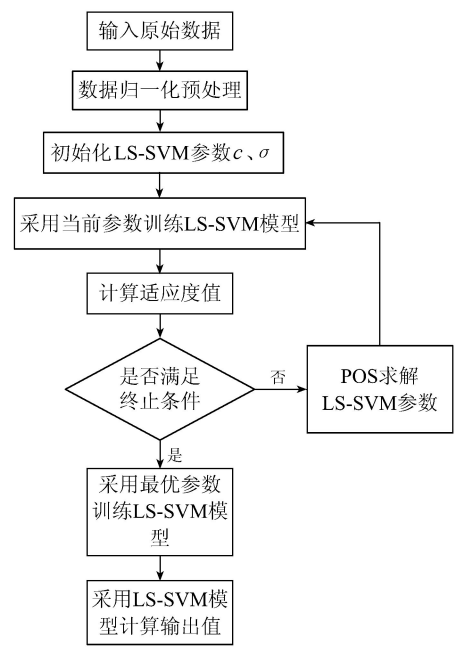 输入原始数据
数据归一化预处理
初始化LS-SVM参数c、σ
采用当前参数训练LS-SVM模型
计算适应度值
是否满足
终止条件
否
POS求解
LS-SVM参数
是
采用最优参数
训练LS-SVM模
型
采用LS-SVM模
型计算输出值